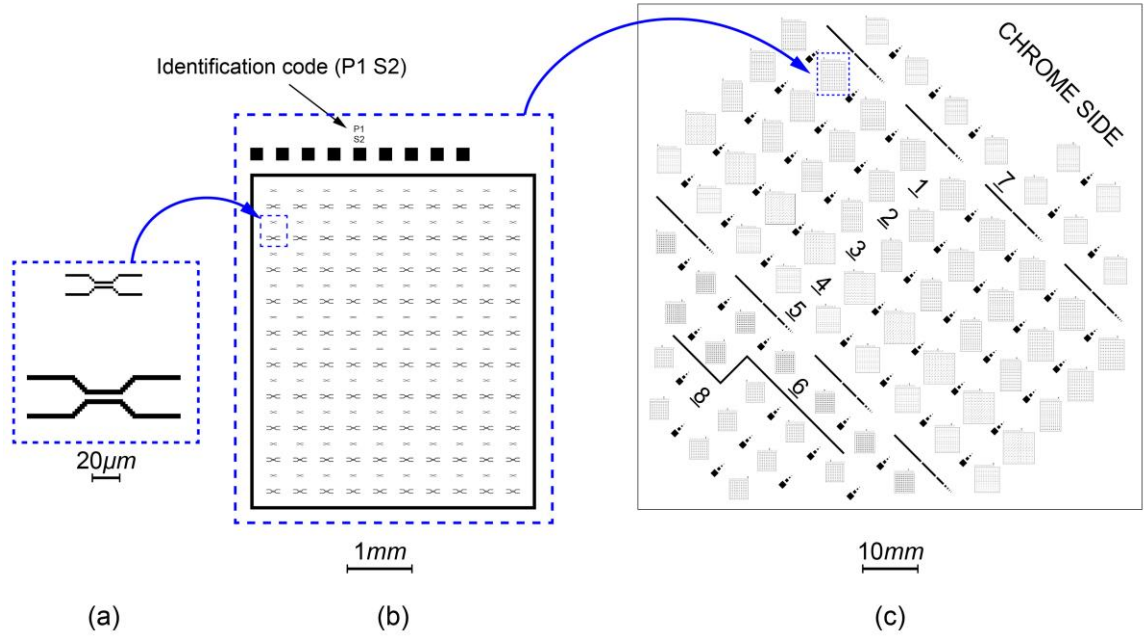 Identification code (P1 S2)
P1
S2
20μm
1mm
CHROME SIDE
1
2
3
4
5
6
7
8
10mm
(a)
(b)
(c)